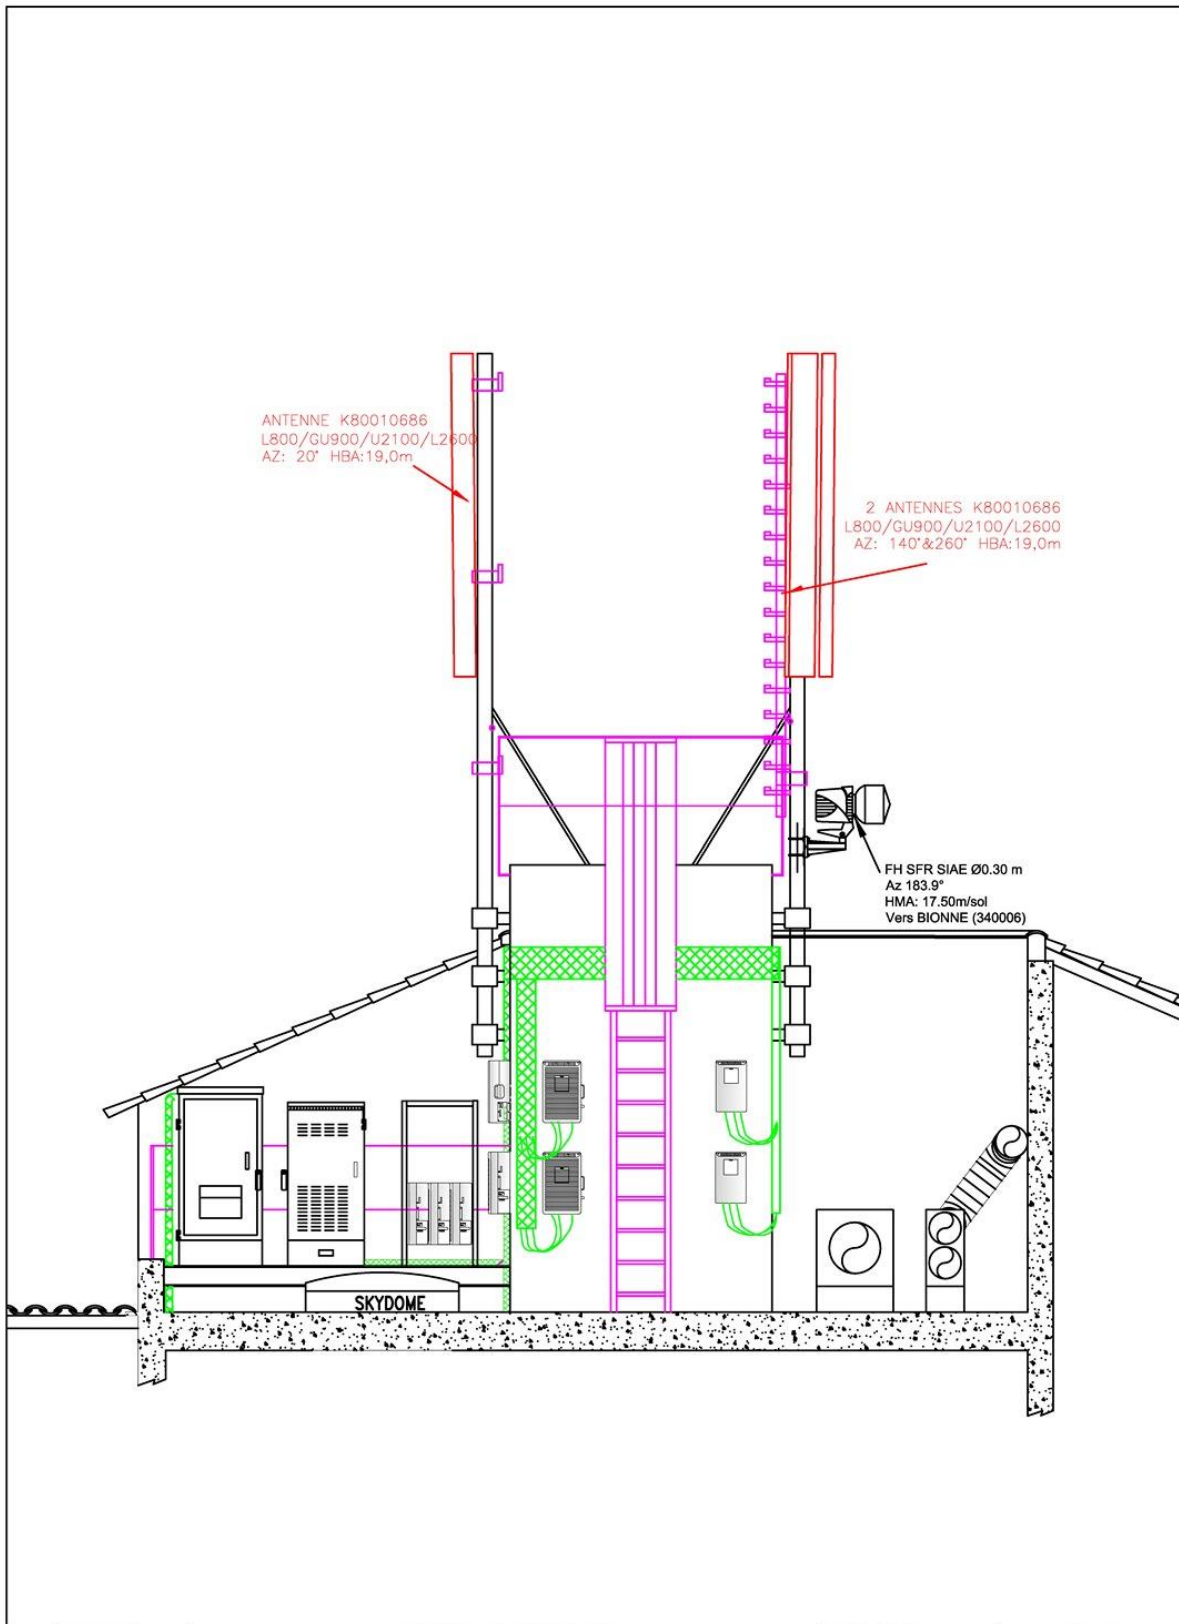 ANTENNE K80010686
L800/GU900/U2100/L2600
AZ: 20° HBA:19,0m
2 ANTENNES K80010686
L800/GU900/U2100/L2600
AZ: 140°&260° HBA:19,0m
FH SFR SIAE Ø0.30 m
Az 183.9°
HMA: 17.50m/sol
Vers BIONNE (340006)
SKYDOME